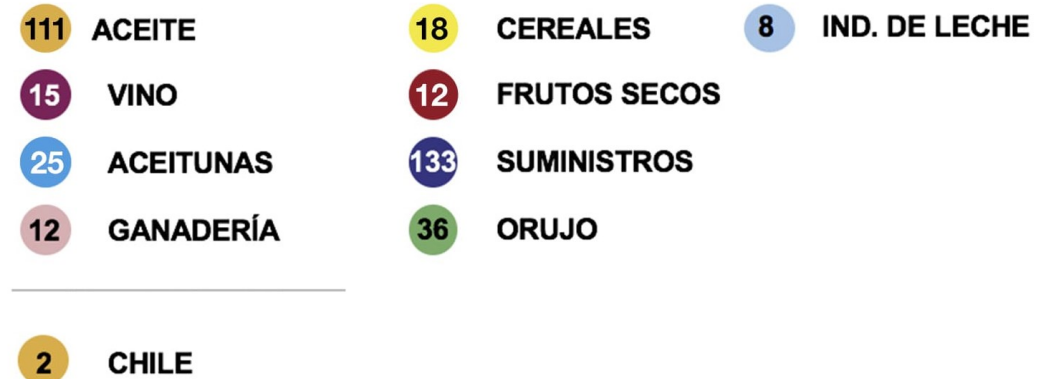 111 ACEITE
15 VINO
25 ACEITUNAS
12 GANADERÍA
18 CEREALES
12 FRUTOS SECOS
133 SUMINISTROS
36 ORUJO
8 IND. DE LECHE
2 CHILE